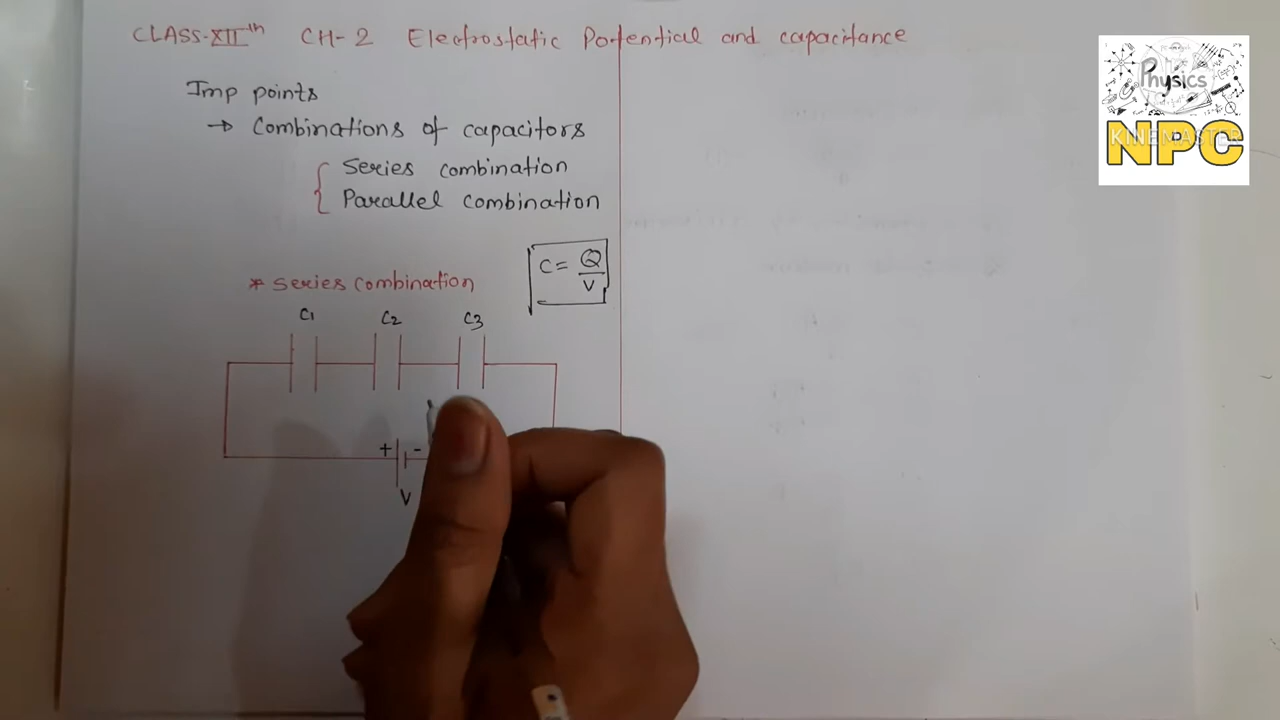 CLASS-XIIth CH-2 Electrostatic Potential and capacitance
Imp points
→ Combinations of capacitors
Series combination
Parallel combination
C = Q/V
* Series combination
C1 C2 C3
+ -
V
Physics
KINEMASTER
NPC